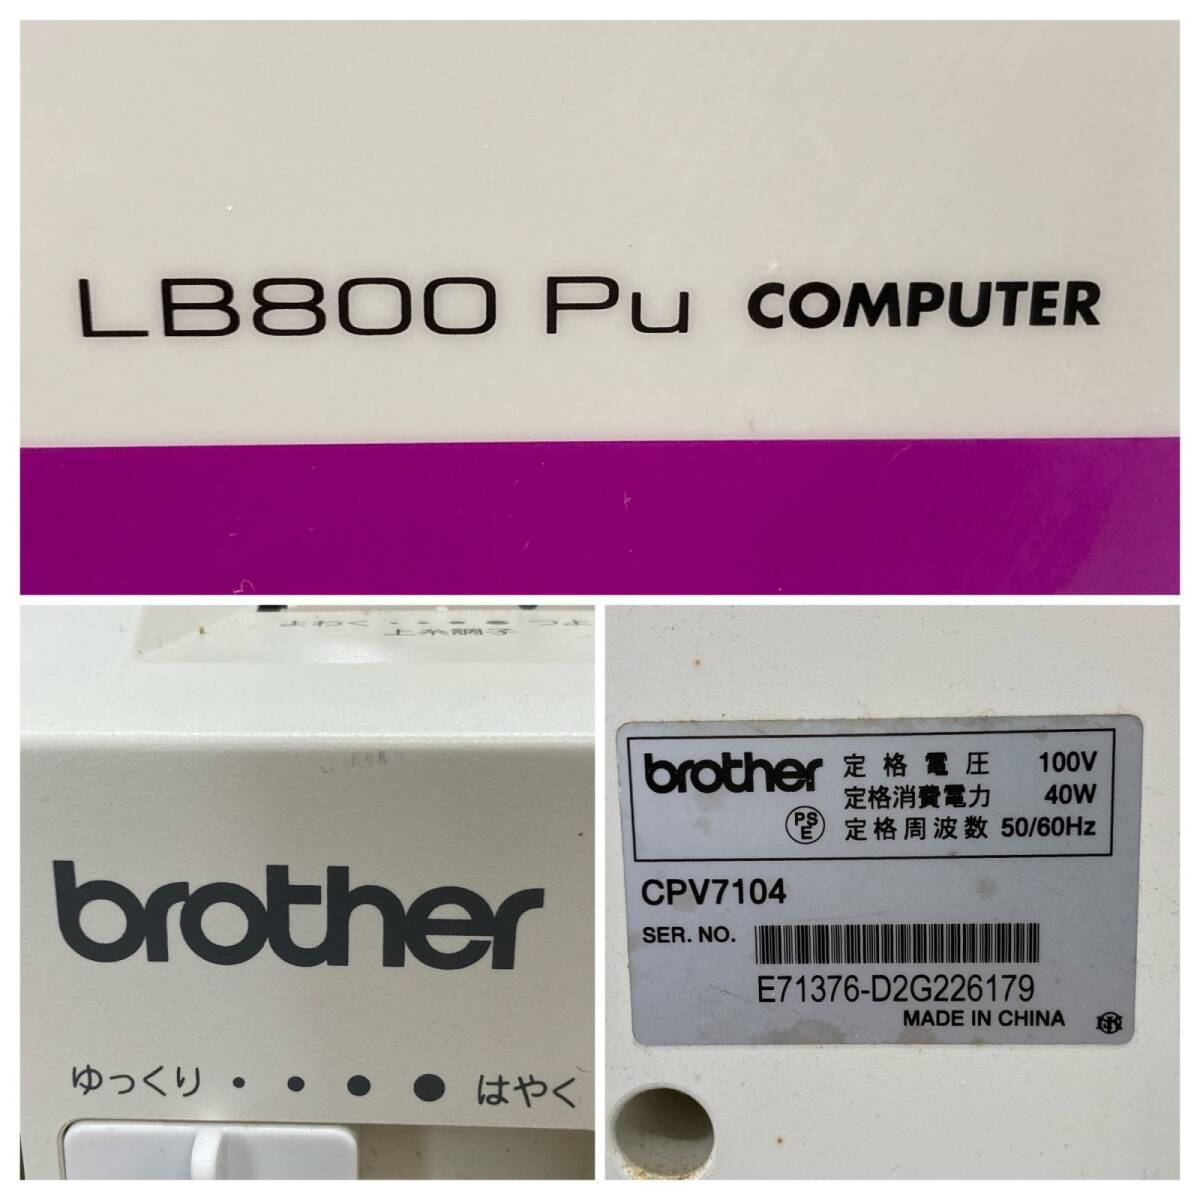 LB800 Pu COMPUTER
よわく ・・●● つよ
上糸調子
brother
ゆっくり ・・●● はやく
brother 定格電圧 100V
定格消費電力 40W
PSE 定格周波数 50/60Hz
CPV7104
SER. NO.
E71376-D2G226179
MADE IN CHINA